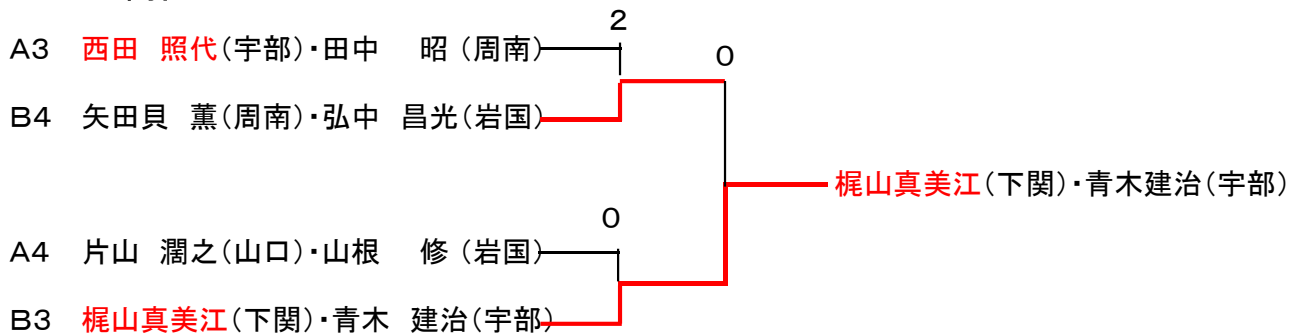 2
A3 西田 照代(宇部)・田中 昭(周南)
0
B4 矢田貝 薫(周南)・弘中 昌光(岩国)
梶山真美江(下関)・青木建治(宇部)
0
A4 片山 濶之(山口)・山根 修(岩国)
B3 梶山真美江(下関)・青木 建治(宇部)